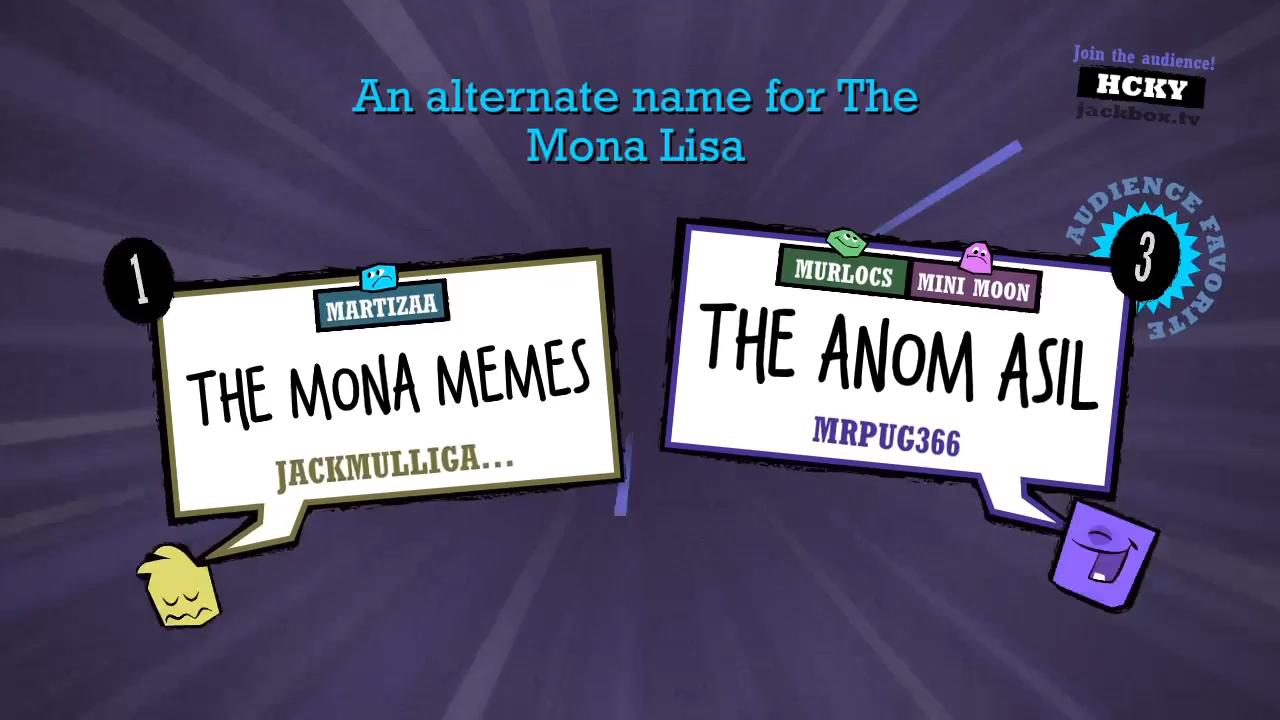 Join the audience!
HCKY
jackbox.tv
An alternate name for The
Mona Lisa
AUDIENCE FAVORITE
1
MARTIZAA
THE MONA MEMES
JACKMULLIGA...
3
MURLOCS
MINI MOON
THE ANOM ASIL
MRPUG366